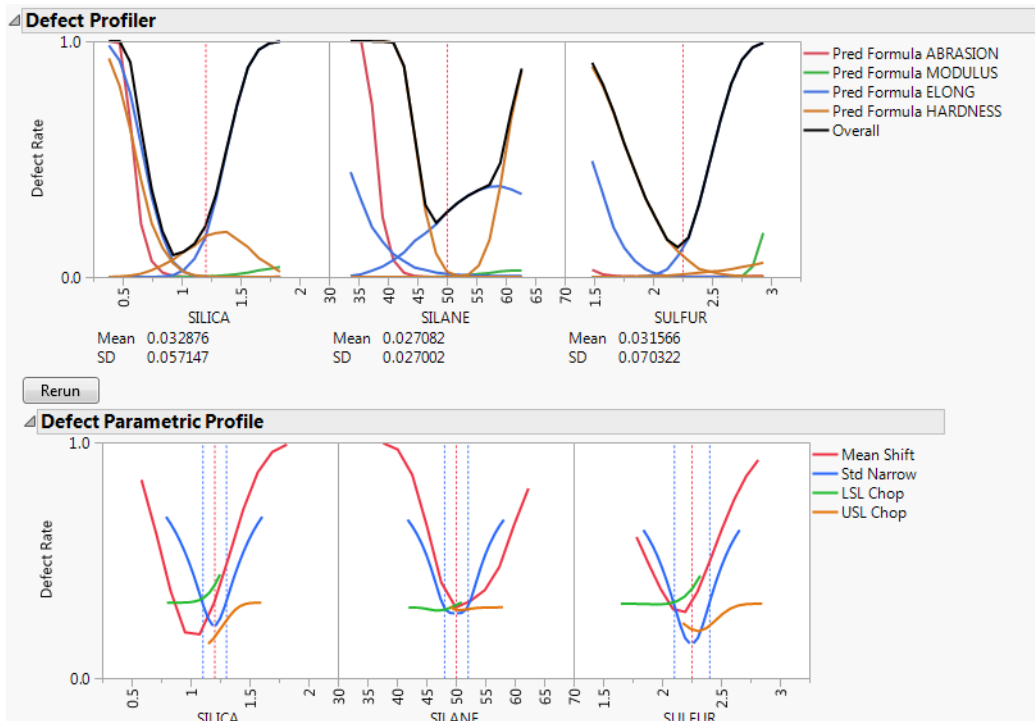 Defect Profiler
1.0
Defect Rate
0.0
0.5 1 1.5 2 30 35 40 45 50 55 60 65 70 1.5 2 2.5 3
SILICA SILANE SULFUR
Mean 0.032876 Mean 0.027082 Mean 0.031566
SD 0.057147 SD 0.027002 SD 0.070322
Pred Formula ABRASION
Pred Formula MODULUS
Pred Formula ELONG
Pred Formula HARDNESS
Overall
Rerun
Defect Parametric Profile
1.0
Defect Rate
0.0
0.5 1 1.5 2 30 35 40 45 50 55 60 65 70 2 2.5 3
SILICA SILANE SULFUR
Mean Shift
Std Narrow
LSL Chop
USL Chop